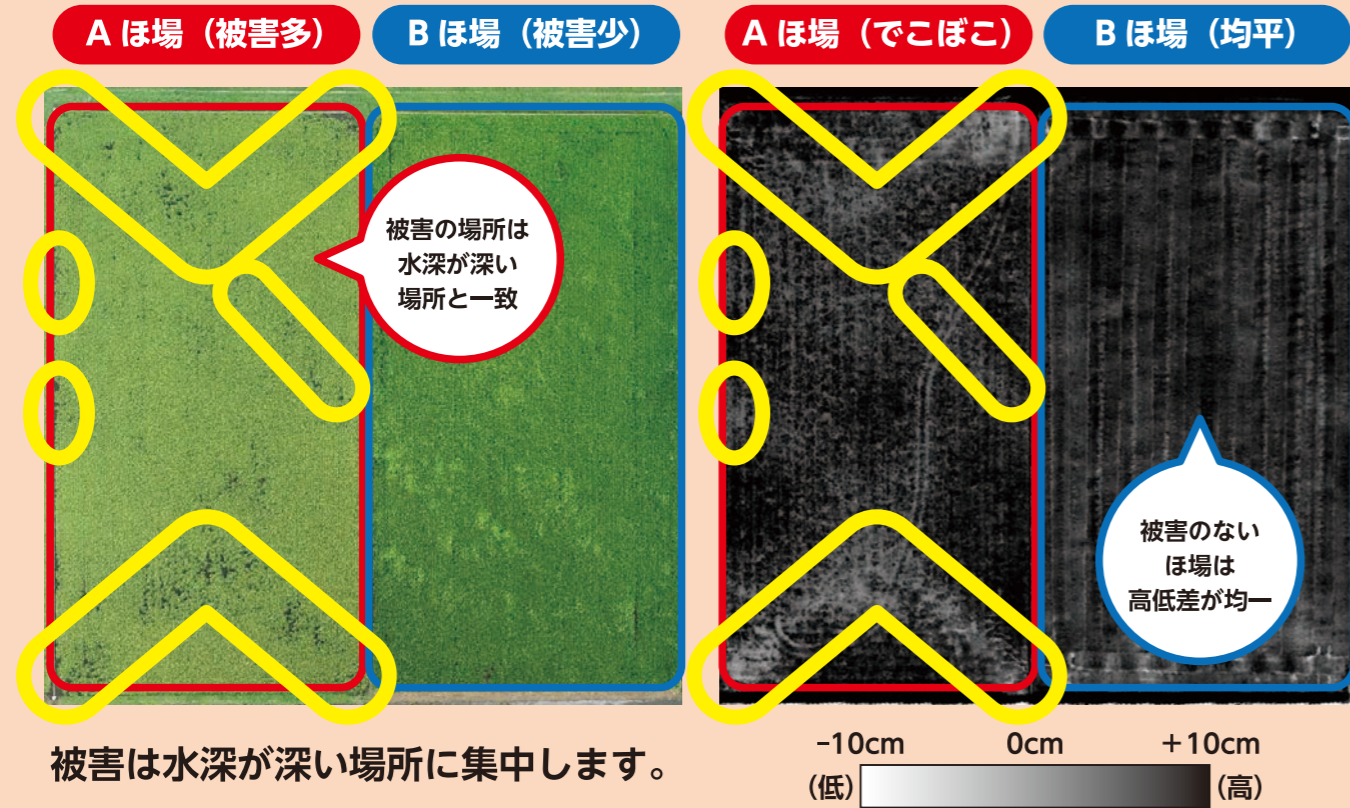 A ほ場（被害多）
B ほ場（被害少）
A ほ場（でこぼこ）
B ほ場（均平）
被害の場所は
水深が深い
場所と一致
被害のない
ほ場は
高低差が均一
被害は水深が深い場所に集中します。
-10cm
0cm
+10cm
（低）
（高）